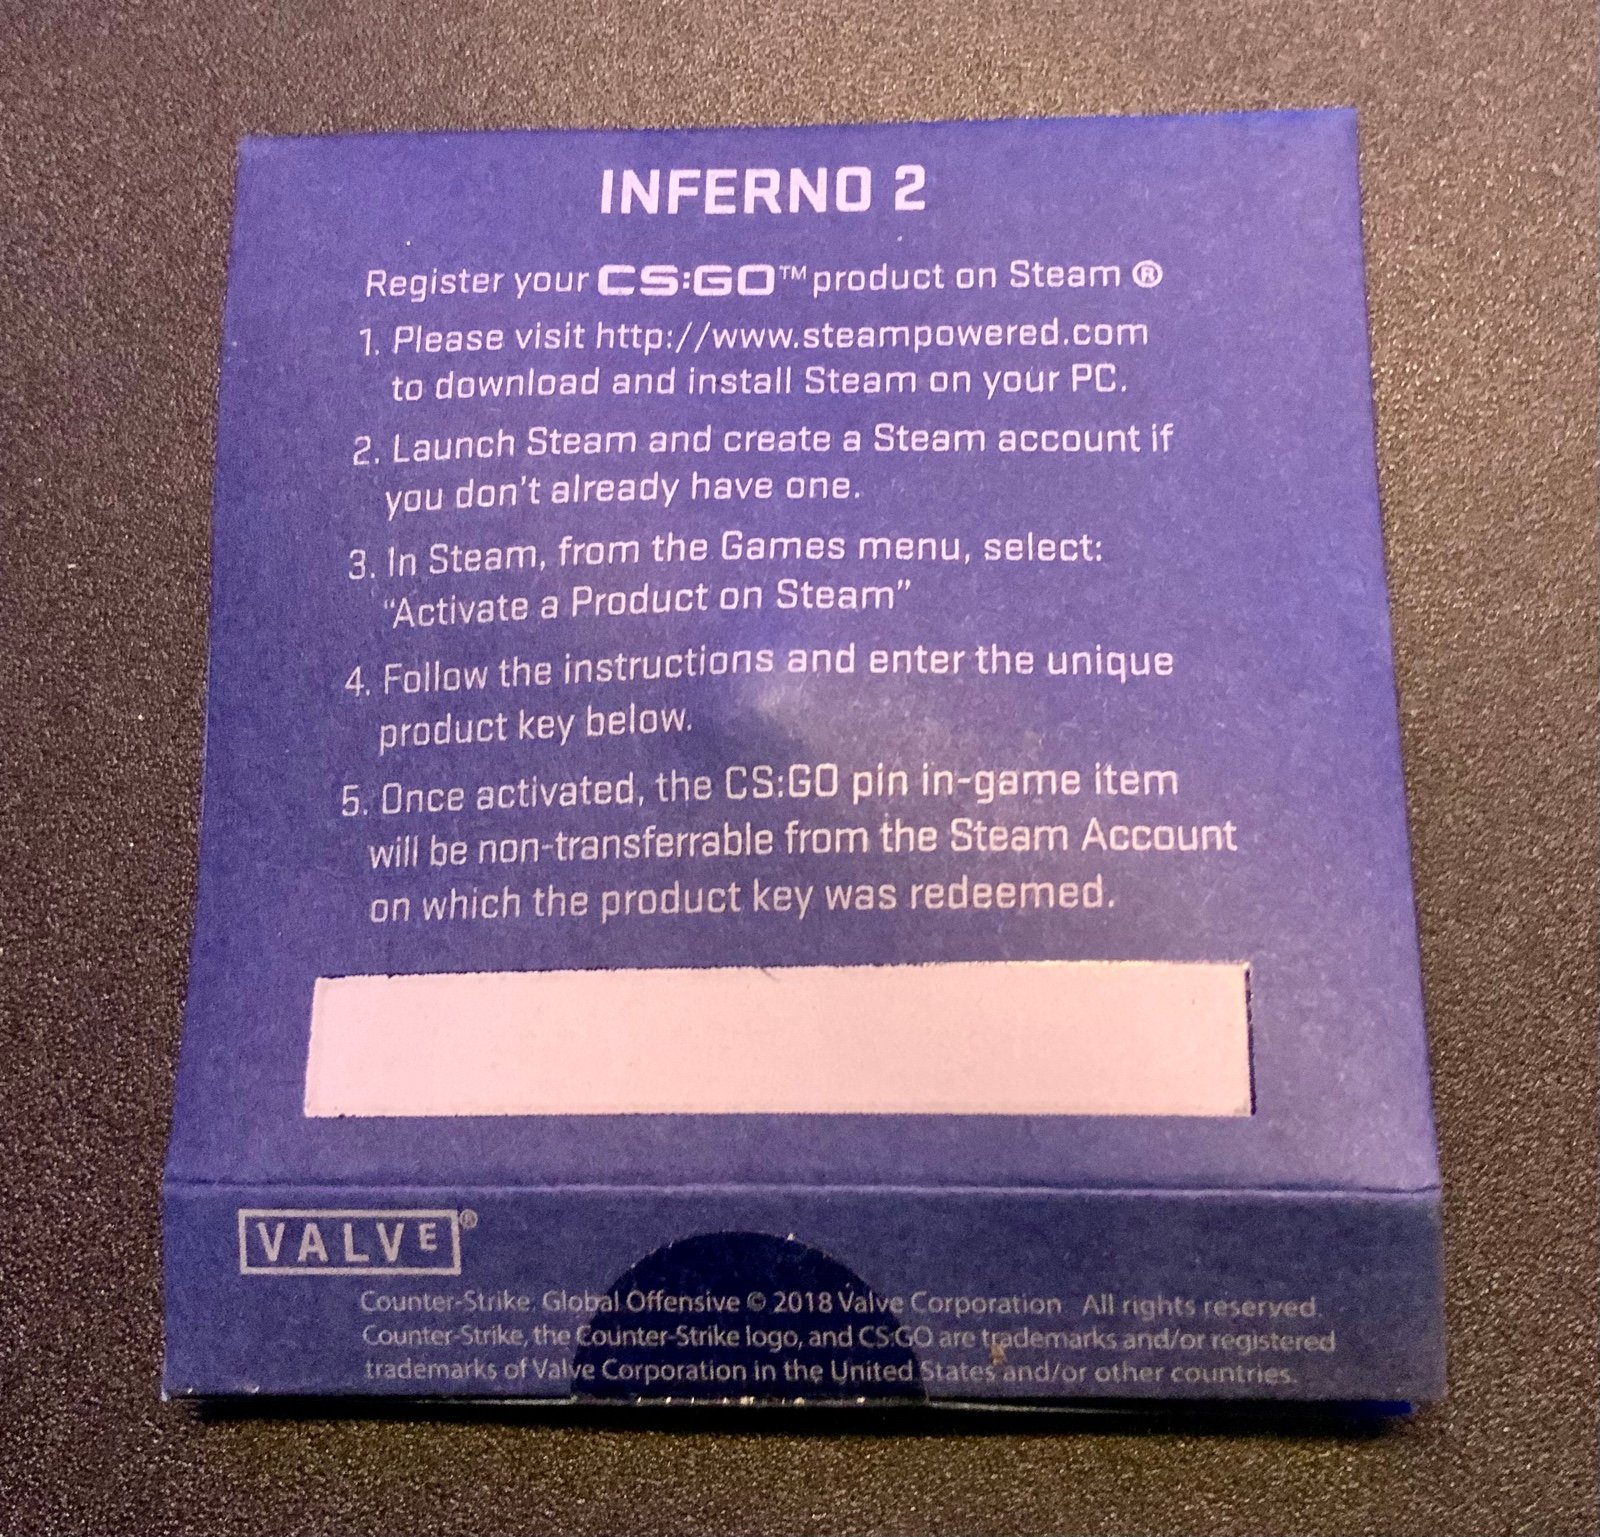 INFERNO 2
Register your CS:GO™ product on Steam ®
1. Please visit http://www.steampowered.com
to download and install Steam on your PC.
2. Launch Steam and create a Steam account if
you don't already have one.
3. In Steam, from the Games menu, select:
"Activate a Product on Steam"
4. Follow the instructions and enter the unique
product key below.
5. Once activated, the CS:GO pin in-game item
will be non-transferrable from the Steam Account
on which the product key was redeemed.
VALVE®
Counter-Strike: Global Offensive © 2018 Valve Corporation. All rights reserved.
Counter-Strike, the Counter-Strike logo, and CS:GO are trademarks and/or registered
trademarks of Valve Corporation in the United States and/or other countries.